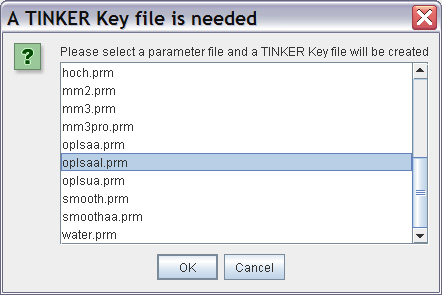 A TINKER Key file is needed
?
Please select a parameter file and a TINKER Key file will be created
hoch.prm
mm2.prm
mm3.prm
mm3pro.prm
oplsaa.prm
oplsaal.prm
oplsua.prm
smooth.prm
smoothaa.prm
water.prm
OK Cancel